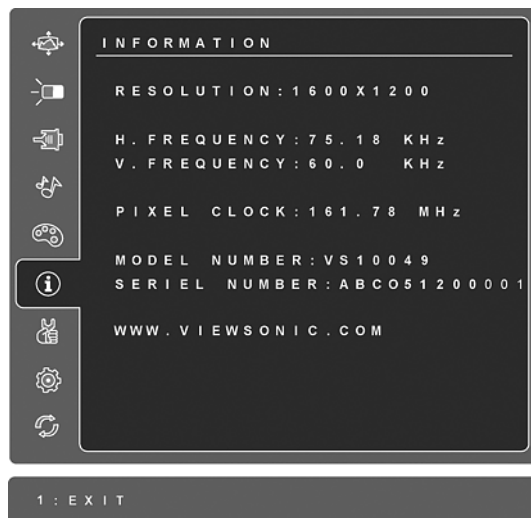 INFORMATION
RESOLUTION:1600X1200
H.FREQUENCY:75.18 KHz
V.FREQUENCY:60.0 KHz
PIXEL CLOCK:161.78 MHz
MODEL NUMBER:VS10049
SERIEL NUMBER:ABCO51200001
WWW.VIEWSONIC.COM
1:EXIT